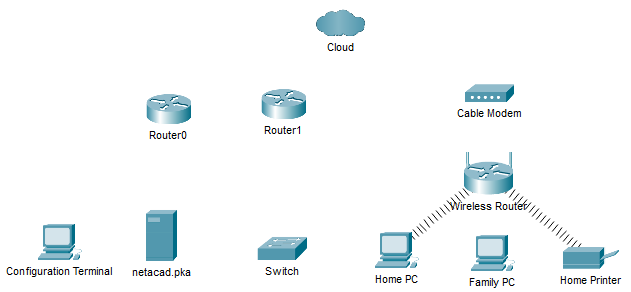 Cloud
Router0
Router1
Cable Modem
Wireless Router
Configuration Terminal
netacad.pka
Switch
Home PC
Family PC
Home Printer